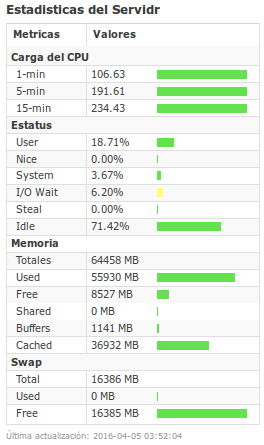 Estadisticas del Servidr
Metricas Valores
Carga del CPU
1-min 106.63
5-min 191.61
15-min 234.43
Estatus
User 18.71%
Nice 0.00%
System 3.67%
I/O Wait 6.20%
Steal 0.00%
Idle 71.42%
Memoria
Totales 64458 MB
Used 55930 MB
Free 8527 MB
Shared 0 MB
Buffers 1141 MB
Cached 36932 MB
Swap
Total 16386 MB
Used 0 MB
Free 16385 MB
Última actualización: 2016-04-05 03:52:04